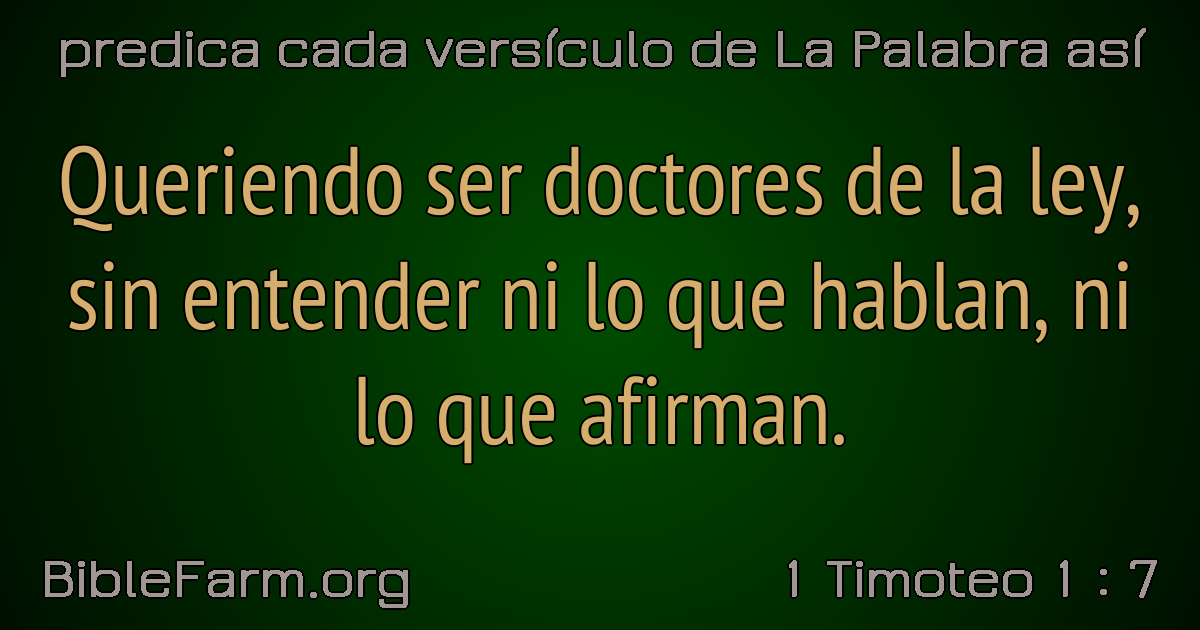 predica cada versículo de La Palabra así
Queriendo ser doctores de la ley,
sin entender ni lo que hablan, ni
lo que afirman.
BibleFarm.org
1 Timoteo 1 : 7